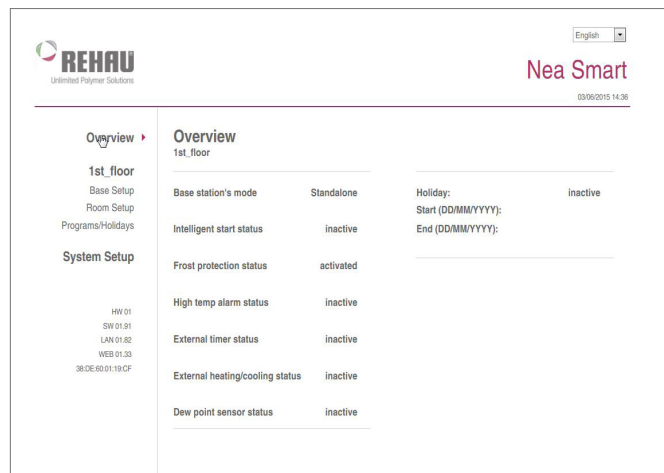 English
REHAU
Unlimited Polymer Solutions
Nea Smart
03/06/2015 14:36
Overview
1st_floor
Base Setup
Room Setup
Programs/Holidays
System Setup
HW 01
SW 01.91
LAN 01.82
WEB 01.33
38:DE:60:01:19:CF
Overview
1st_floor
Base station's mode Standalone
Intelligent start status inactive
Frost protection status activated
High temp alarm status inactive
External timer status inactive
External heating/cooling status inactive
Dew point sensor status inactive
Holiday: inactive
Start (DD/MM/YYYY):
End (DD/MM/YYYY):